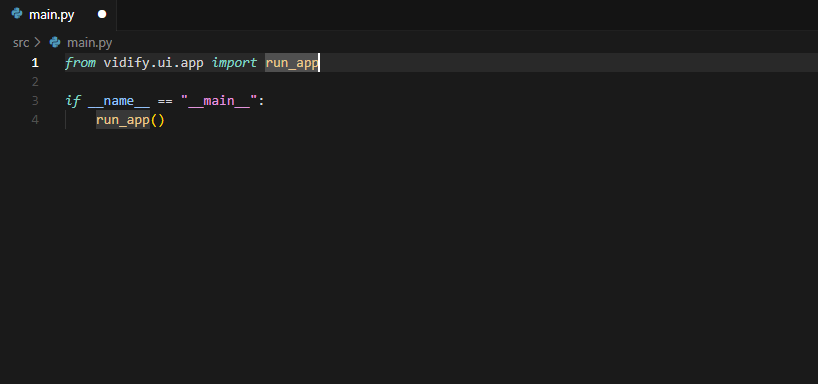 main.py
src > main.py
1 from vidify.ui.app import run_app
2
3 if __name__ == "__main__":
4     run_app()